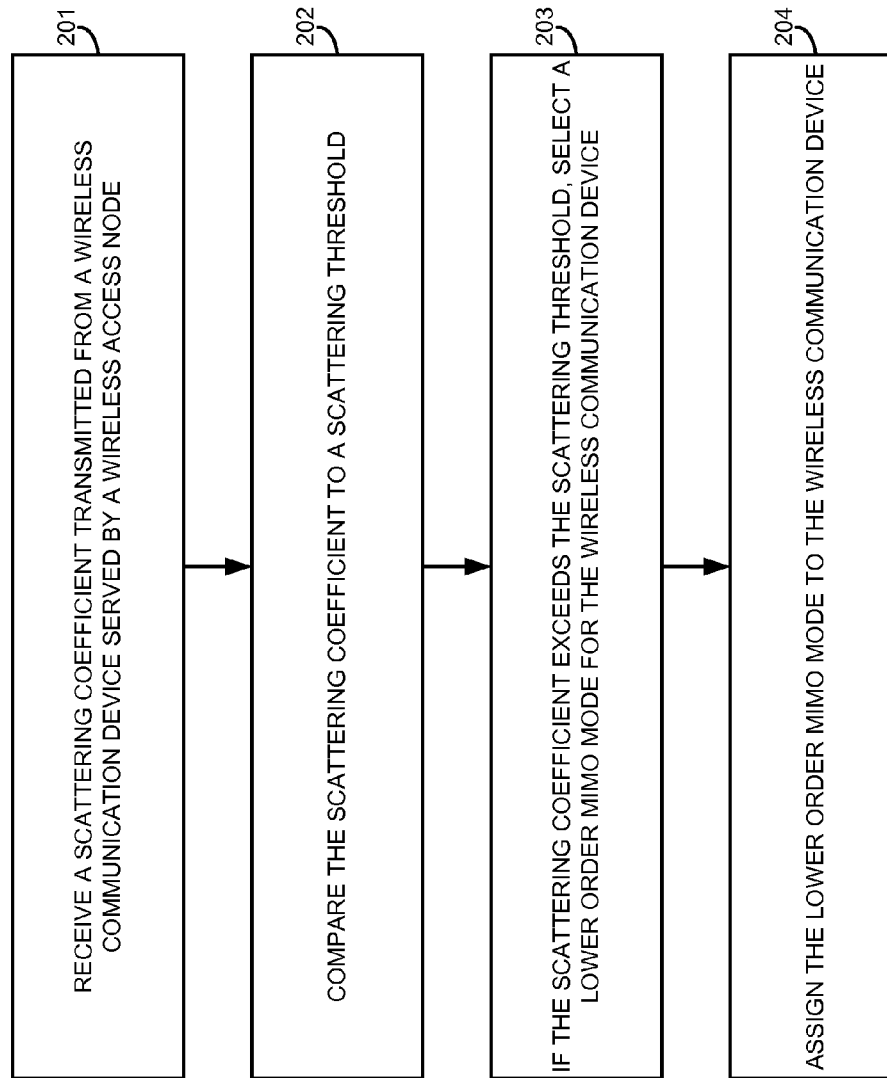 201
RECEIVE A SCATTERING COEFFICIENT TRANSMITTED FROM A WIRELESS
COMMUNICATION DEVICE SERVED BY A WIRELESS ACCESS NODE
202
COMPARE THE SCATTERING COEFFICIENT TO A SCATTERING THRESHOLD
203
IF THE SCATTERING COEFFICIENT EXCEEDS THE SCATTERING THRESHOLD, SELECT A
LOWER ORDER MIMO MODE FOR THE WIRELESS COMMUNICATION DEVICE
204
ASSIGN THE LOWER ORDER MIMO MODE TO THE WIRELESS COMMUNICATION DEVICE